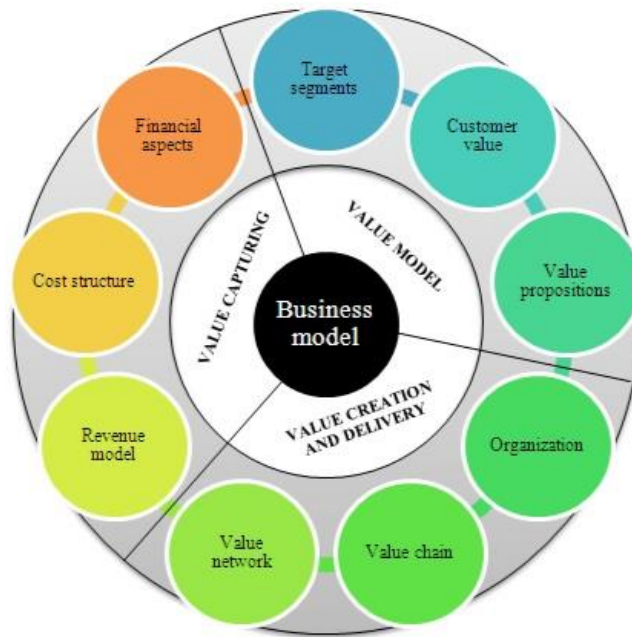 Target
segments
Customer
value
Value
propositions
Organization
Value chain
Value
network
Revenue
model
Cost structure
Financial
aspects
VALUE MODEL
VALUE CREATION
AND DELIVERY
VALUE CAPTURING
Business
model